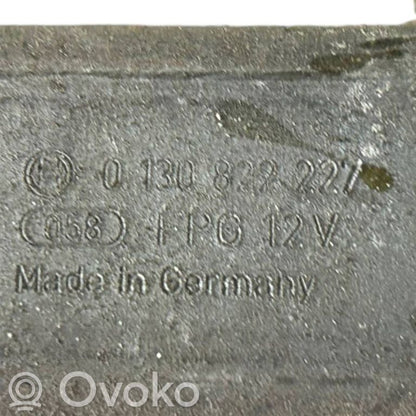 0 130 822 227
058 FPG 12V
Made in Germany
Ovoko